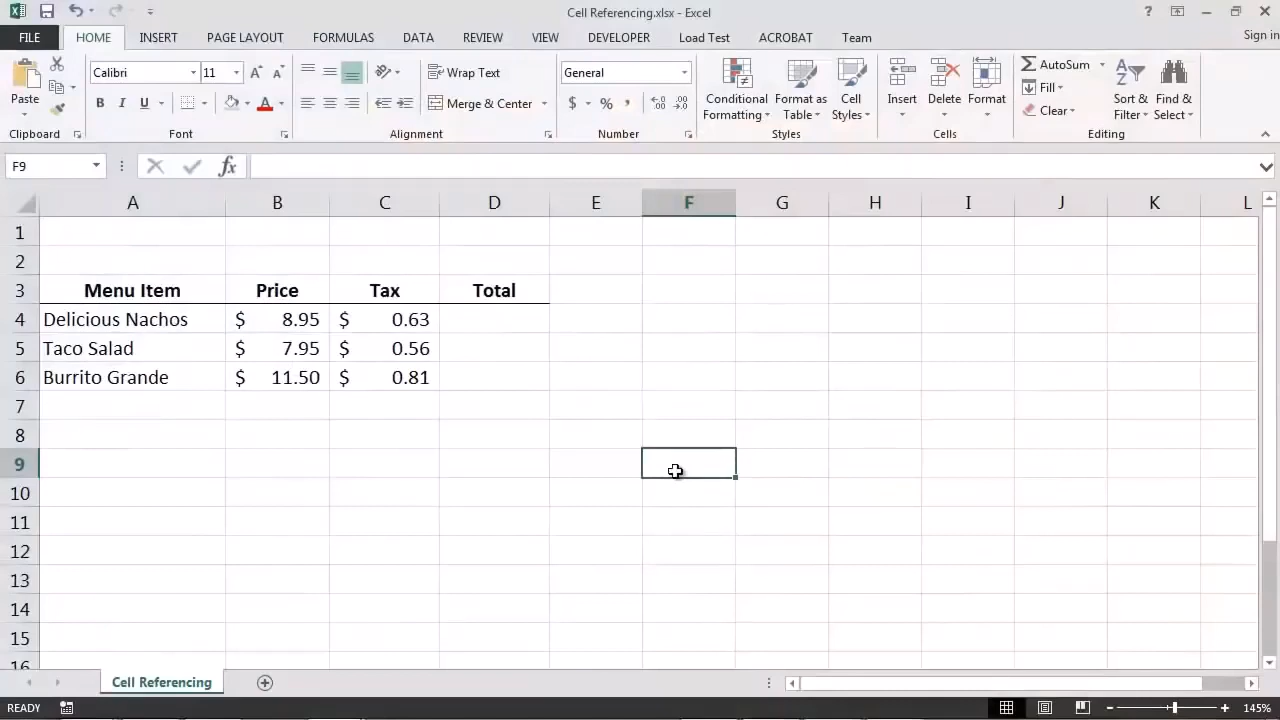 Cell Referencing.xlsx - Excel
?
FILE HOME INSERT PAGE LAYOUT FORMULAS DATA REVIEW VIEW DEVELOPER Load Test ACROBAT Team Sign in
Calibri 11 Wrap Text General AutoSum
Paste B I U Merge & Center $ % , Conditional Formatting Format as Table Cell Styles Insert Delete Format Fill Clear Sort & Filter Find & Select
Clipboard Font Alignment Number Styles Cells Editing
F9 fx
A B C D E F G H I J K L
1
2
3 Menu Item Price Tax Total
4 Delicious Nachos $ 8.95 $ 0.63
5 Taco Salad $ 7.95 $ 0.56
6 Burrito Grande $ 11.50 $ 0.81
7
8
9
10
11
12
13
14
15
16
Cell Referencing
READY 145%